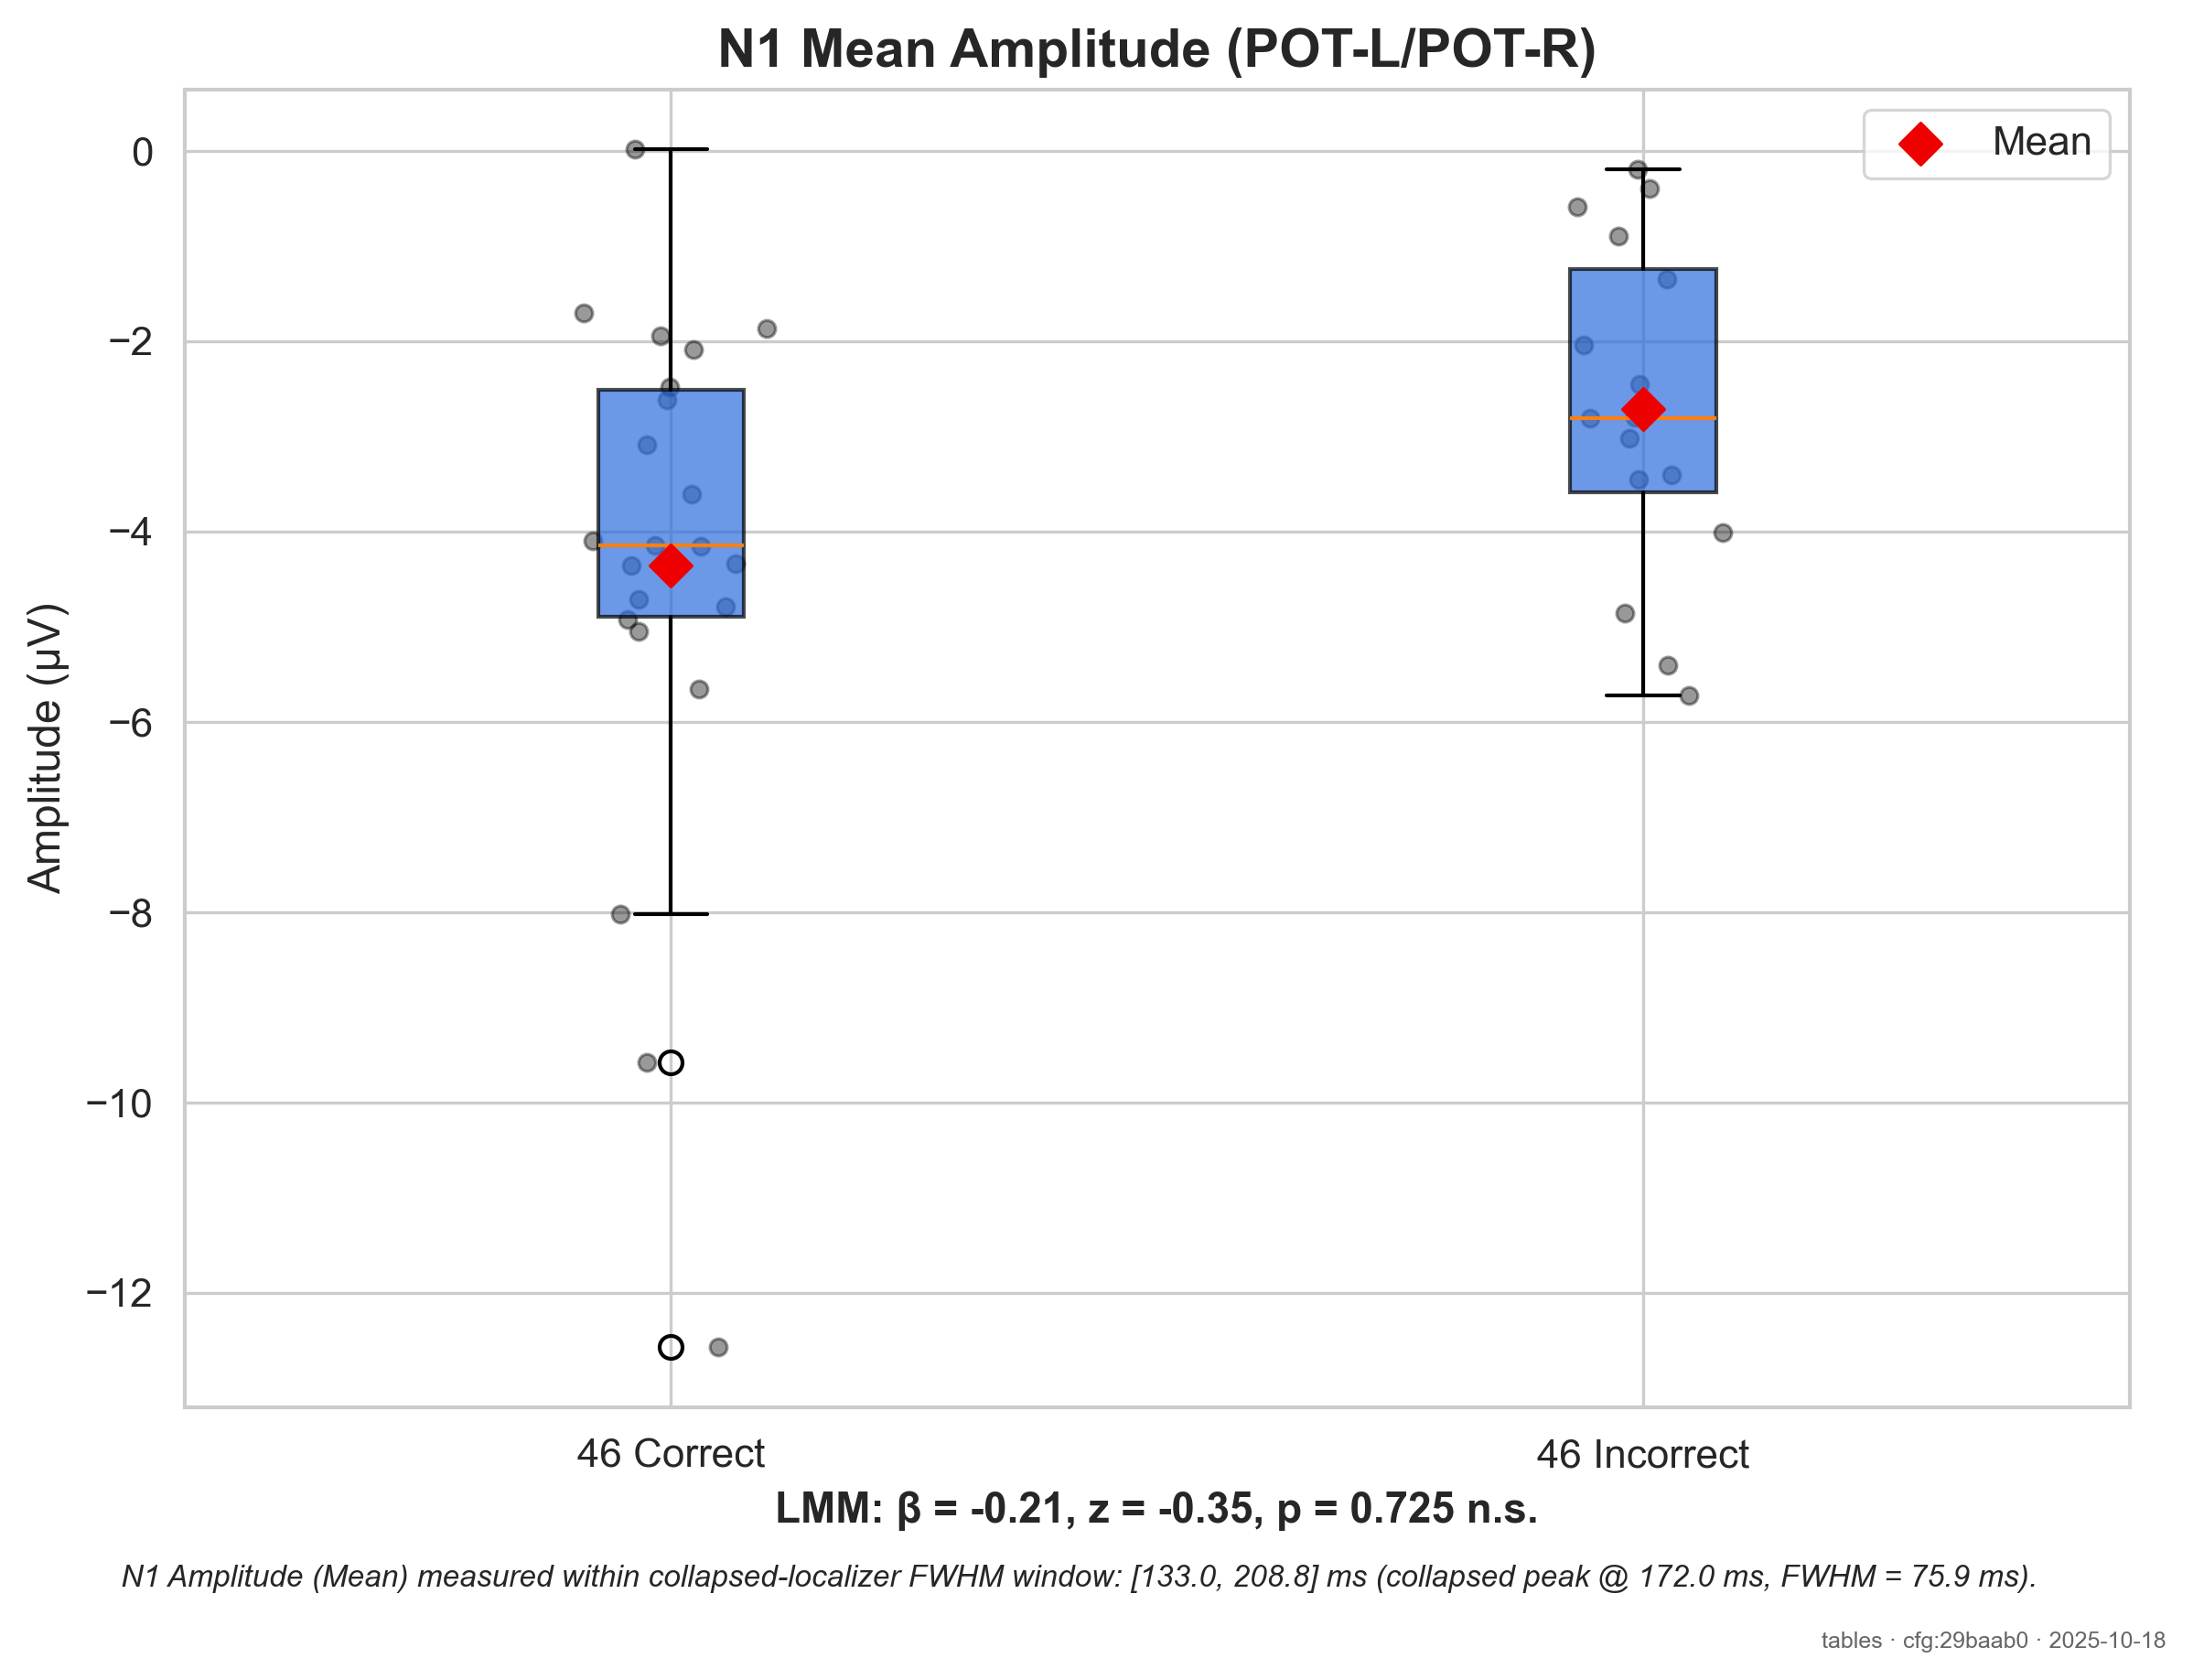 N1 Mean Amplitude (POT-L/POT-R)
Mean
Amplitude (µV)
0
−2
−4
−6
−8
−10
−12
46 Correct
46 Incorrect
LMM: β = -0.21, z = -0.35, p = 0.725 n.s.
N1 Amplitude (Mean) measured within collapsed-localizer FWHM window: [133.0, 208.8] ms (collapsed peak @ 172.0 ms, FWHM = 75.9 ms).
tables · cfg:29baab0 · 2025-10-18